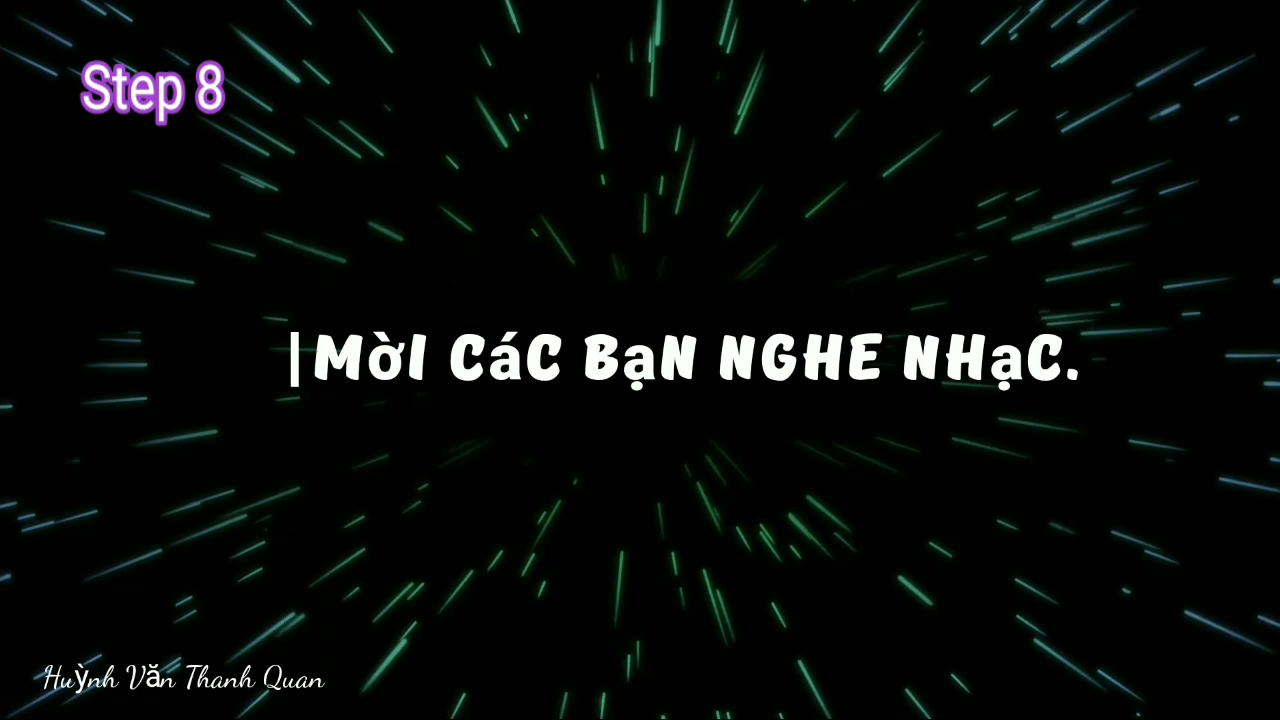 Step 8
|MờI CáC BạN NGHE NHạC.
Huỳnh Văn Thanh Quan